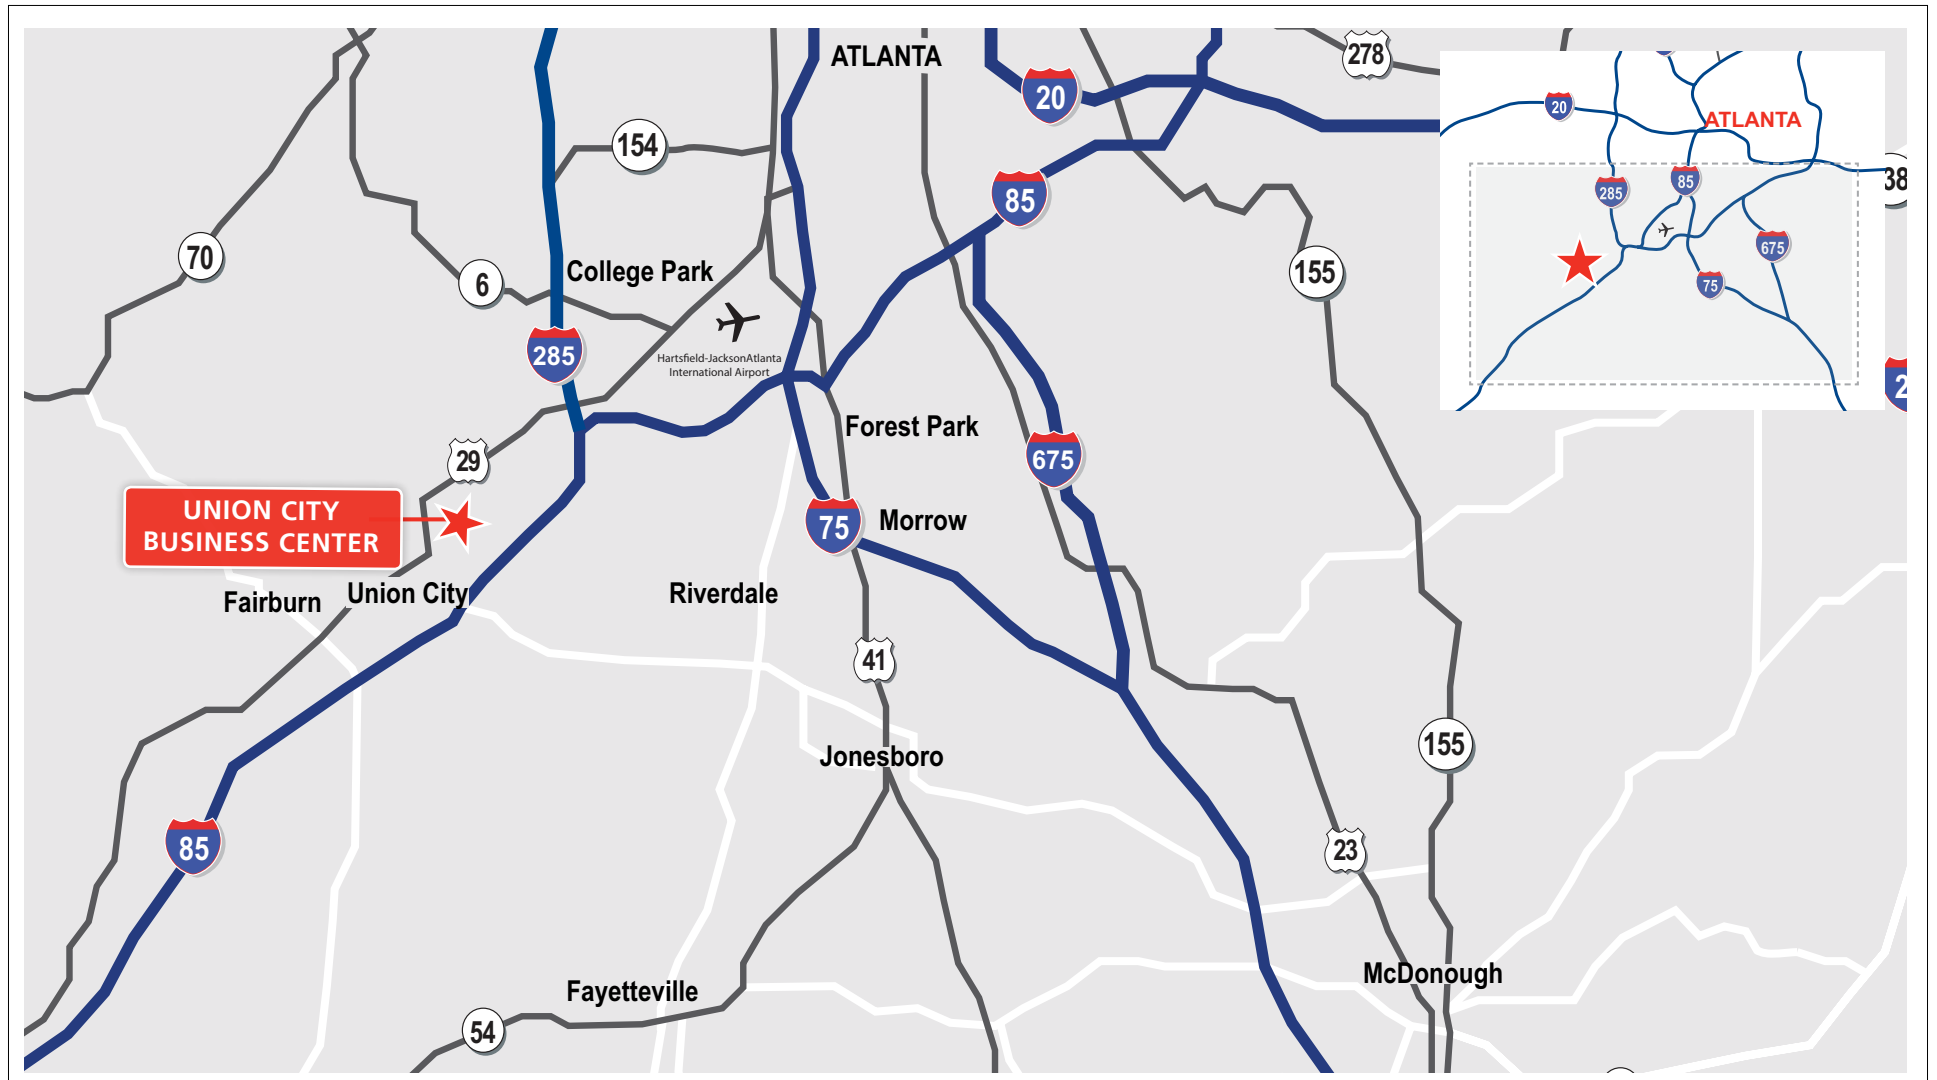 ATLANTA
278
20
20
ATLANTA
154
38
285
85
85
70
155
675
College Park
6
75
Hartsfield-JacksonAtlanta
International Airport
285
2
Forest Park
29
675
UNION CITY
BUSINESS CENTER
75
Morrow
Fairburn
Union City
Riverdale
41
155
Jonesboro
85
23
McDonough
Fayetteville
54